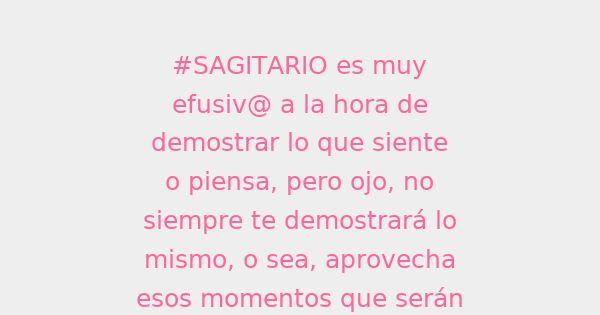 #SAGITARIO es muy
efusiv@ a la hora de
demostrar lo que siente
o piensa, pero ojo, no
siempre te demostrará lo
mismo, o sea, aprovecha
esos momentos que serán